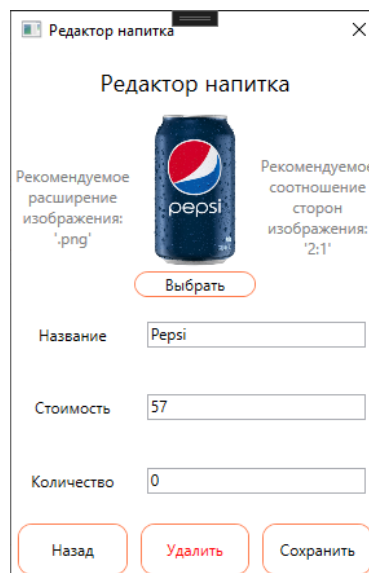 Редактор напитка
Редактор напитка
Рекомендуемое
расширение
изображения:
'.png'
pepsi
Рекомендуемое
соотношение
сторон
изображения:
'2:1'
Выбрать
Название
Pepsi
Стоимость
57
Количество
0
Назад
Удалить
Сохранить